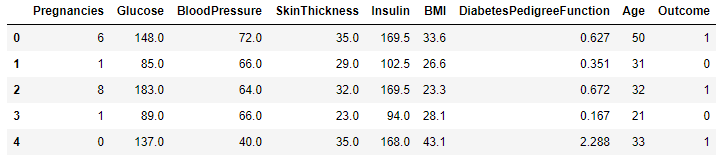 Pregnancies Glucose BloodPressure SkinThickness Insulin BMI DiabetesPedigreeFunction Age Outcome
0 6 148.0 72.0 35.0 169.5 33.6 0.627 50 1
1 1 85.0 66.0 29.0 102.5 26.6 0.351 31 0
2 8 183.0 64.0 32.0 169.5 23.3 0.672 32 1
3 1 89.0 66.0 23.0 94.0 28.1 0.167 21 0
4 0 137.0 40.0 35.0 168.0 43.1 2.288 33 1